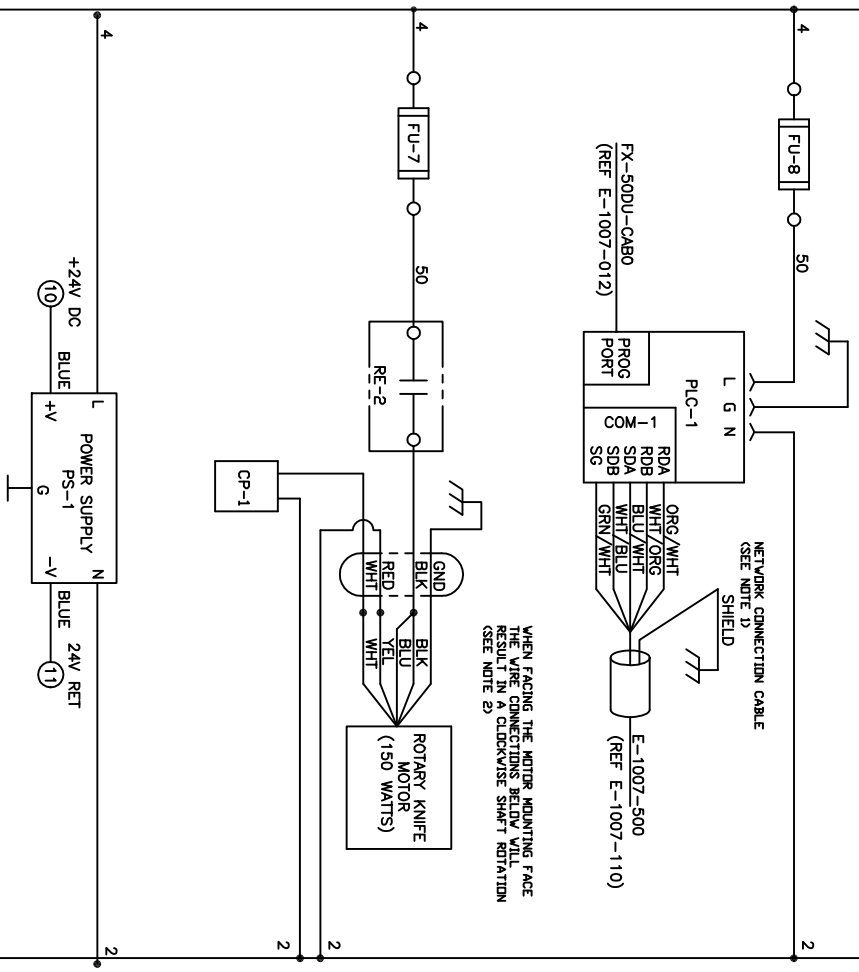 4
FU-8
50
L G N
2
PLC-1
PROG
PORT
FX-50DU-CAB0
(REF E-1007-012)
COM-1
RDA
RDB
SDA
SDB
SG
ORG/WHT
WHT/ORG
BLU/WHT
WHT/BLU
GRN/WHT
NETWORK CONNECTION CABLE
(SEE NOTE 1)
SHIELD
E-1007-500
(REF E-1007-110)
WHEN FACING THE MOTOR MOUNTING FACE
THE WIRE CONNECTIONS BELOW WILL
RESULT IN A CLOCKWISE SHAFT ROTATION
(SEE NOTE 2)
4
FU-7
50
RE-2
GND
BLK
RED
WHT
BLK
BLU
YEL
WHT
ROTARY KNIFE
MOTOR
(150 WATTS)
CP-1
2
2
4
L
N
2
POWER SUPPLY
PS-1
+V
G
-V
+24V DC
10
BLUE
BLUE
24V RET
11